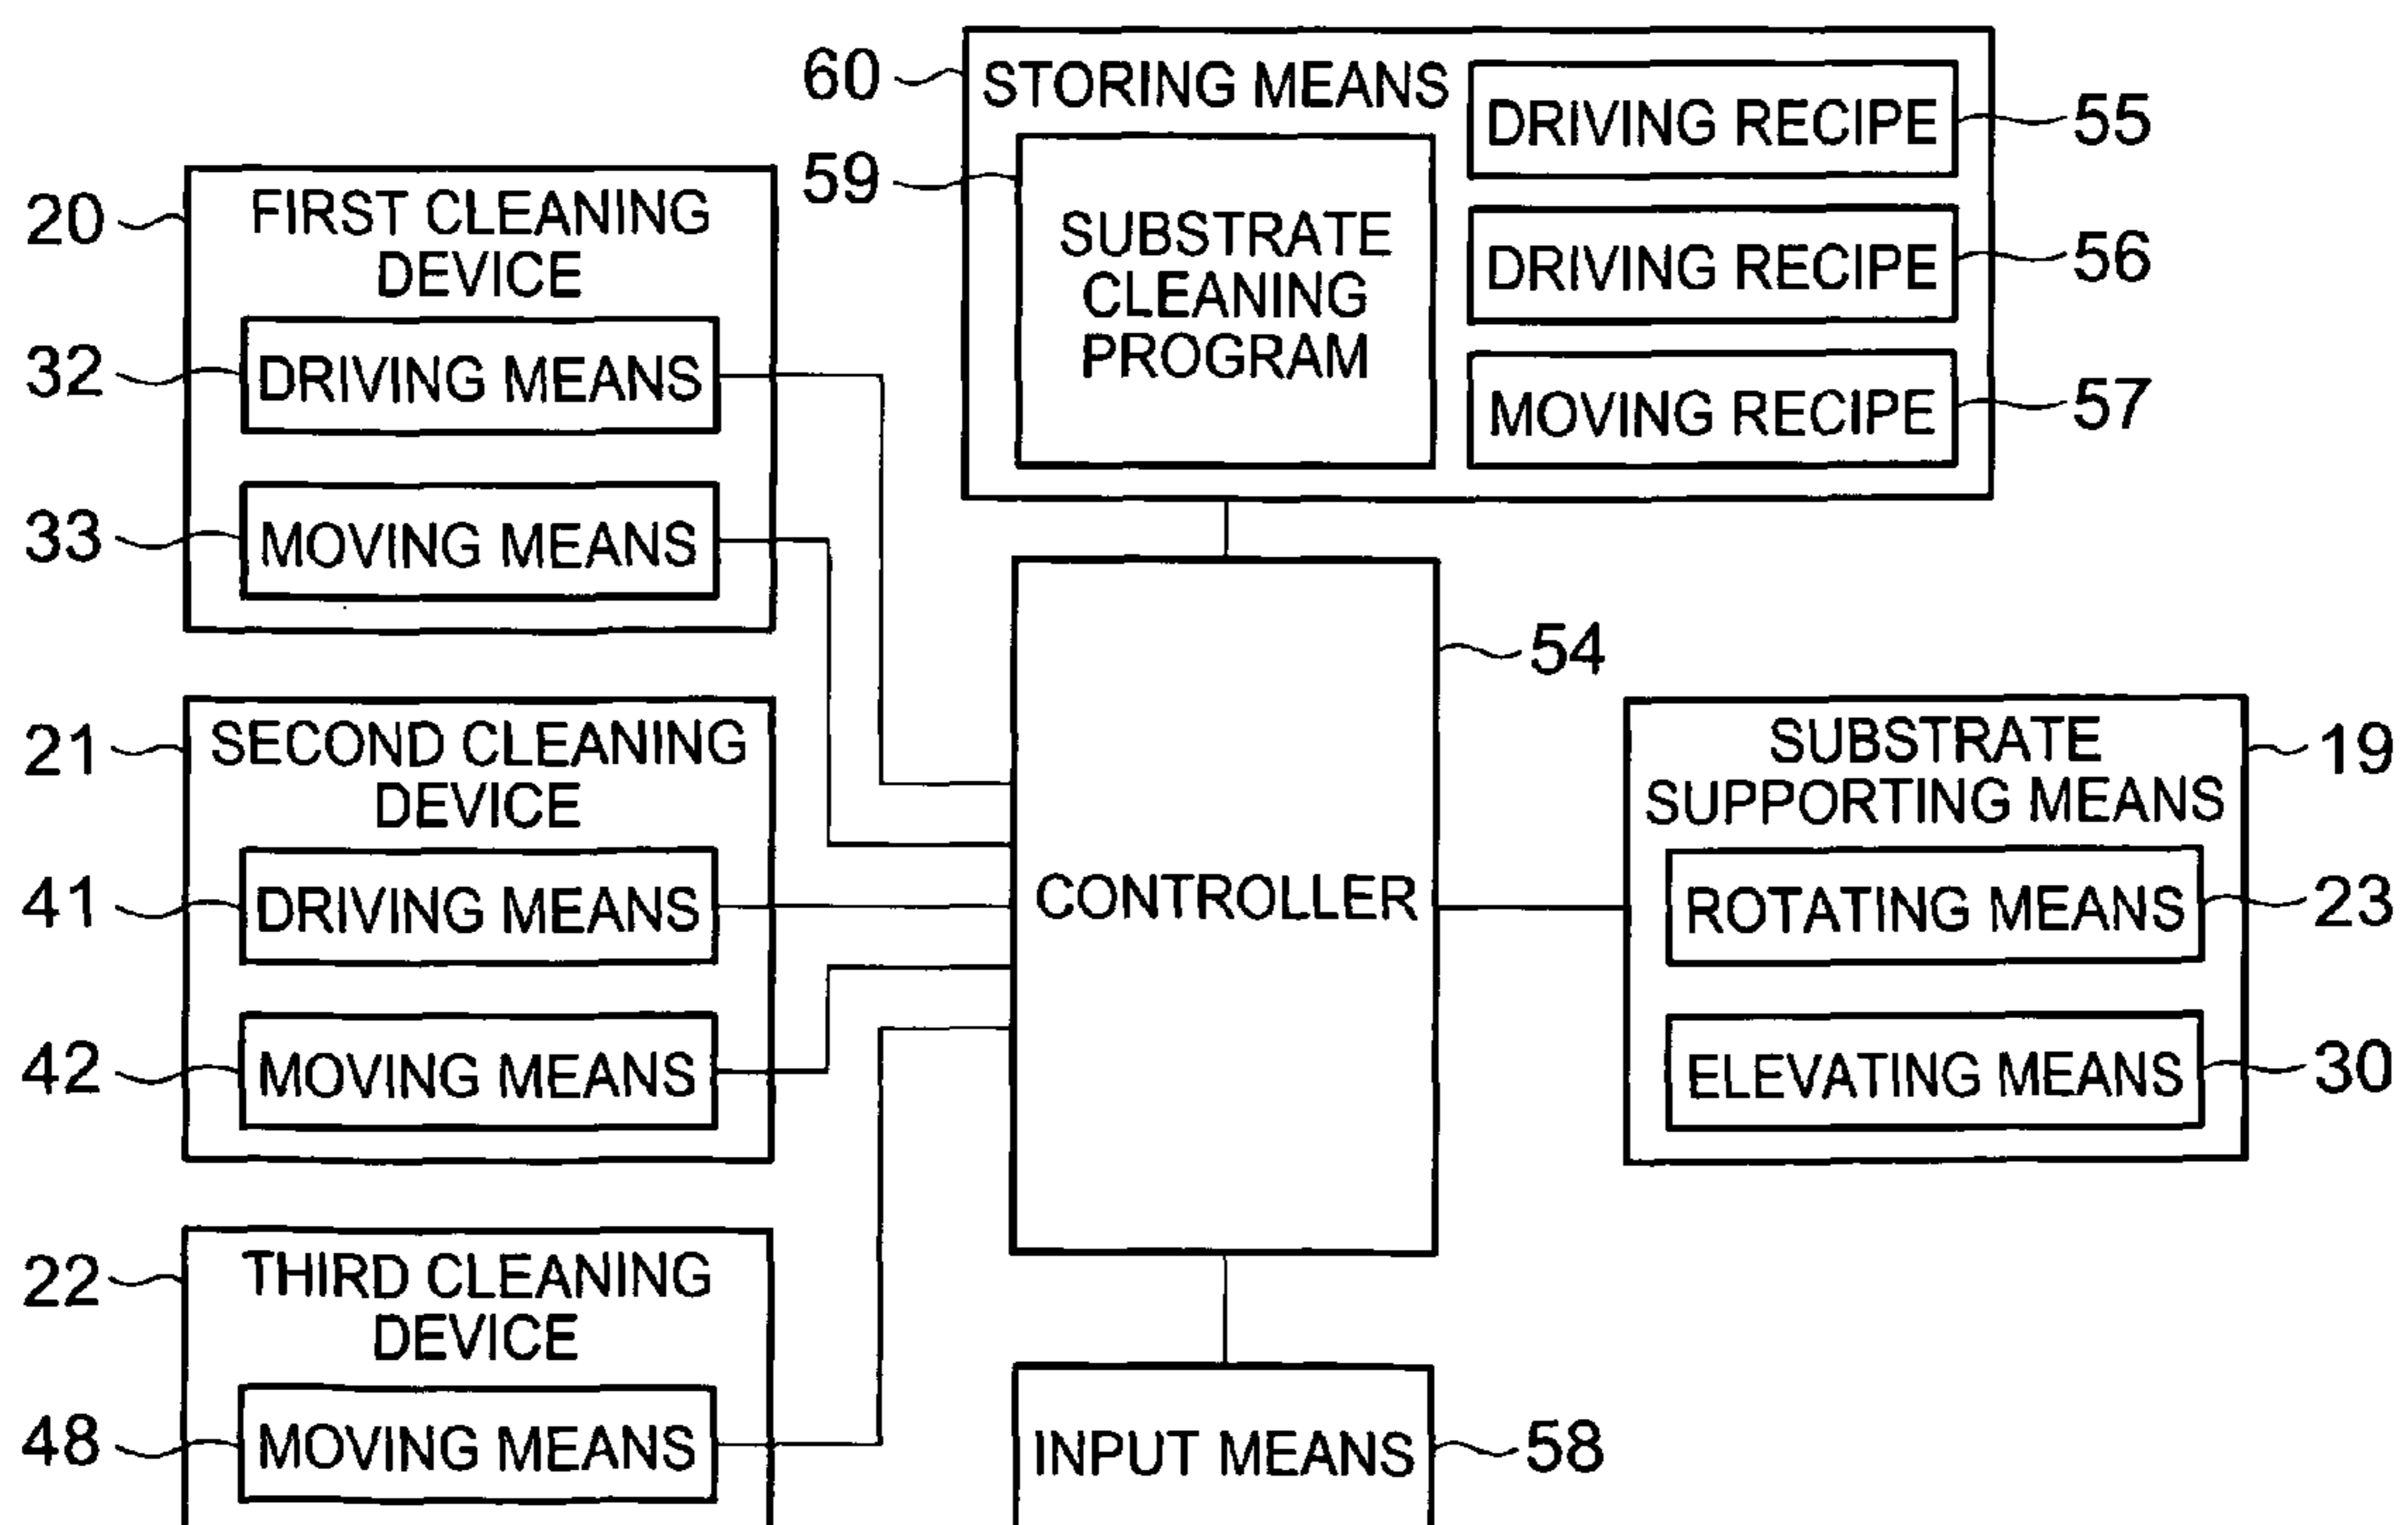 60
STORING MEANS
59
SUBSTRATE
CLEANING
PROGRAM
DRIVING RECIPE
55
DRIVING RECIPE
56
MOVING RECIPE
57
20
FIRST CLEANING
DEVICE
32
DRIVING MEANS
33
MOVING MEANS
21
SECOND CLEANING
DEVICE
41
DRIVING MEANS
42
MOVING MEANS
22
THIRD CLEANING
DEVICE
48
MOVING MEANS
54
CONTROLLER
INPUT MEANS
58
SUBSTRATE
SUPPORTING MEANS
19
ROTATING MEANS
23
ELEVATING MEANS
30